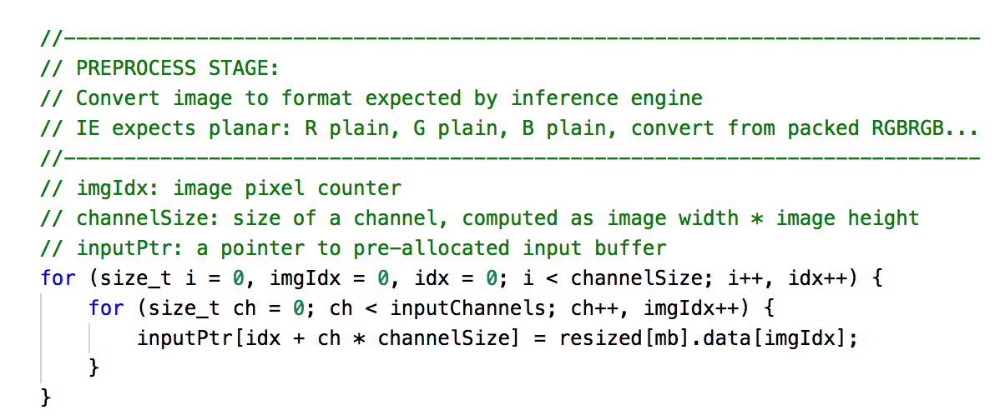 //----------------------------------------------------------------------------
// PREPROCESS STAGE:
// Convert image to format expected by inference engine
// IE expects planar: R plain, G plain, B plain, convert from packed RGBRGB...
//----------------------------------------------------------------------------
// imgIdx: image pixel counter
// channelSize: size of a channel, computed as image width * image height
// inputPtr: a pointer to pre-allocated input buffer
for (size_t i = 0, imgIdx = 0, idx = 0; i < channelSize; i++, idx++) {
    for (size_t ch = 0; ch < inputChannels; ch++, imgIdx++) {
        inputPtr[idx + ch * channelSize] = resized[mb].data[imgIdx];
    }
}